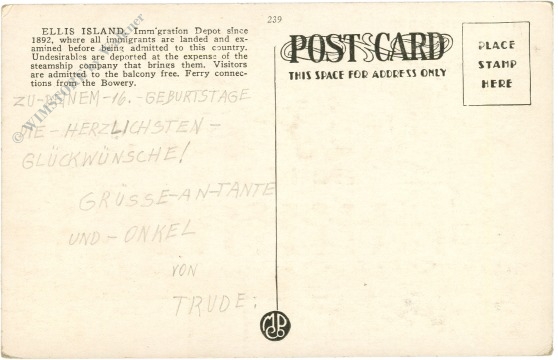 239
ELLIS ISLAND. Immigration Depot since
1892, where all immigrants are landed and ex-
amined before being admitted to this country.
Undesirables are deported at the expense of the
steamship company that brings them. Visitors
are admitted to the balcony free. Ferry connec-
tions from the Bowery.
ZU-DEINEM-16.-GEBURTSTAGE
DIE-HERZLICHSTEN-
GLÜCKWÜNSCHE!
GRÜSSE-AN-TANTE
UND-ONKEL
VON
TRUDE.
POST CARD
THIS SPACE FOR ADDRESS ONLY
PLACE
STAMP
HERE